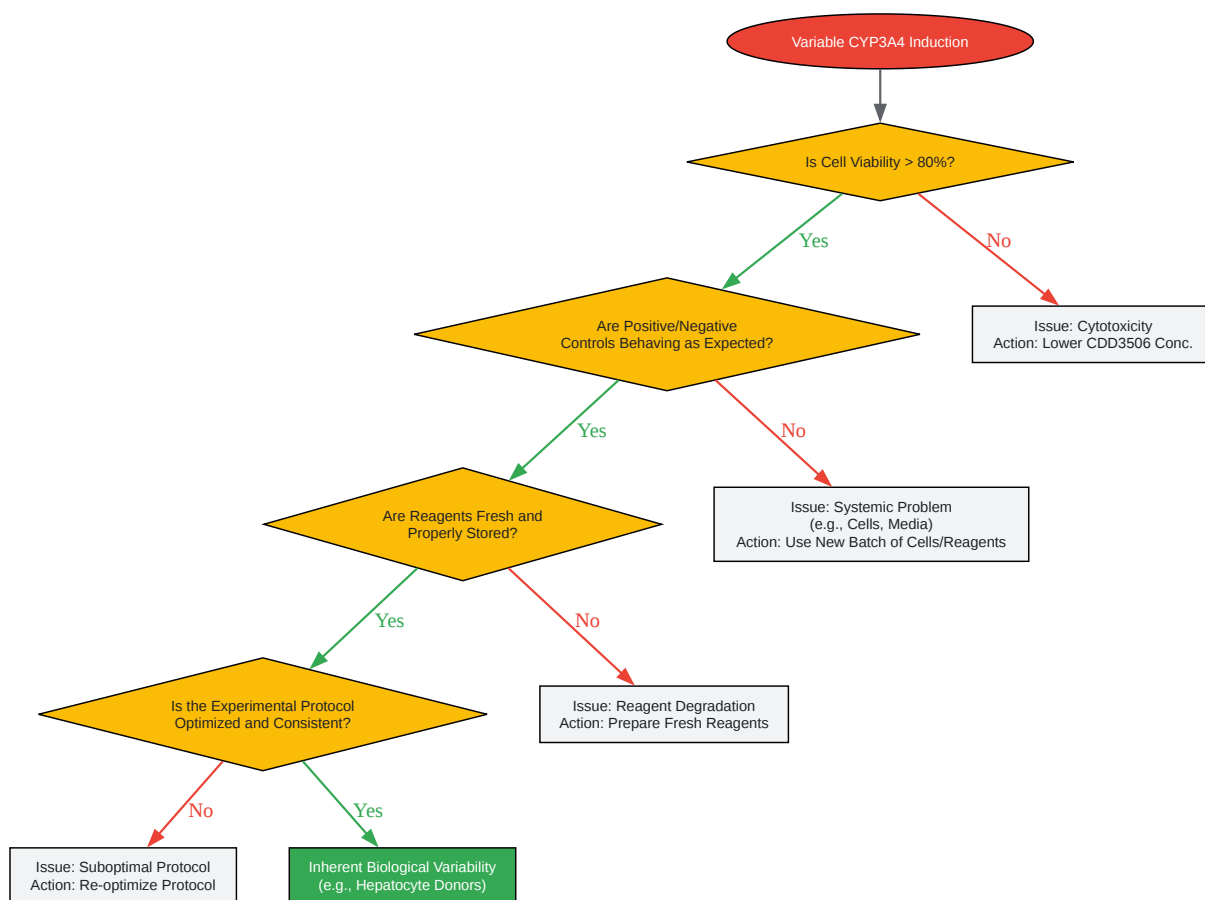 Variable CYP3A4 Induction
Is Cell Viability > 80%?
Yes
No
Are Positive/Negative
Controls Behaving as Expected?
Issue: Cytotoxicity
Action: Lower CDD3506 Conc.
Yes
No
Are Reagents Fresh and
Properly Stored?
Issue: Systemic Problem
(e.g., Cells, Media)
Action: Use New Batch of Cells/Reagents
Yes
No
Is the Experimental Protocol
Optimized and Consistent?
Issue: Reagent Degradation
Action: Prepare Fresh Reagents
No
Yes
Issue: Suboptimal Protocol
Action: Re-optimize Protocol
Inherent Biological Variability
(e.g., Hepatocyte Donors)